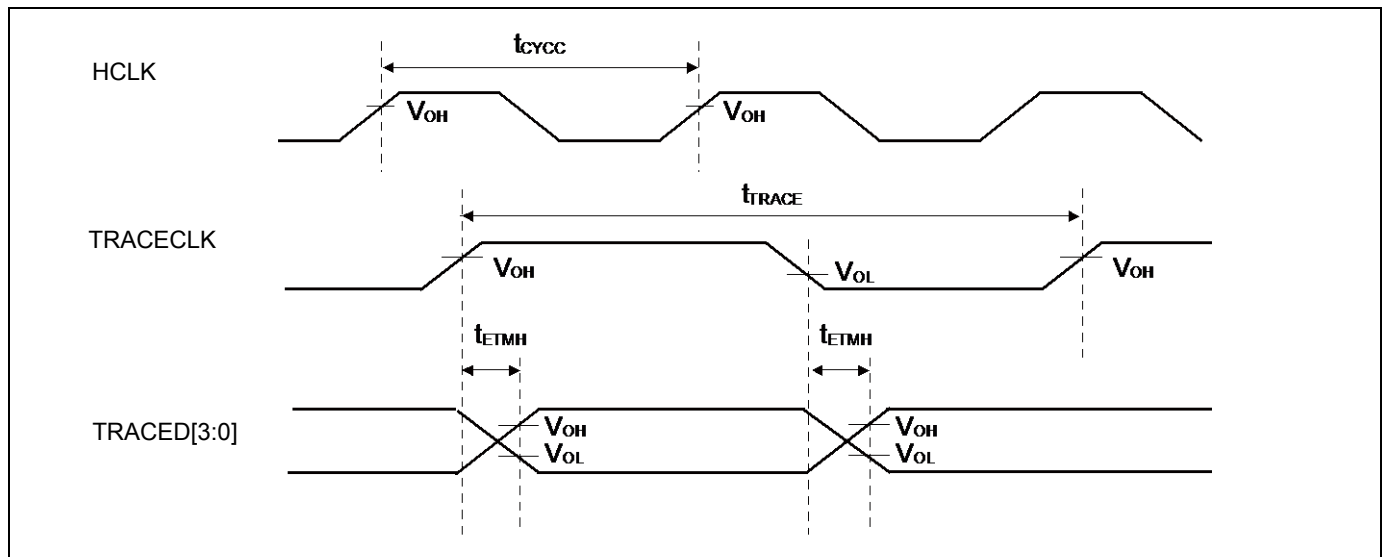 tCYCC
HCLK
VOH
VOH
tTRACE
TRACECLK
VOH
VOL
VOH
tETMH
tETMH
TRACED[3:0]
VOH
VOH
VOL
VOL